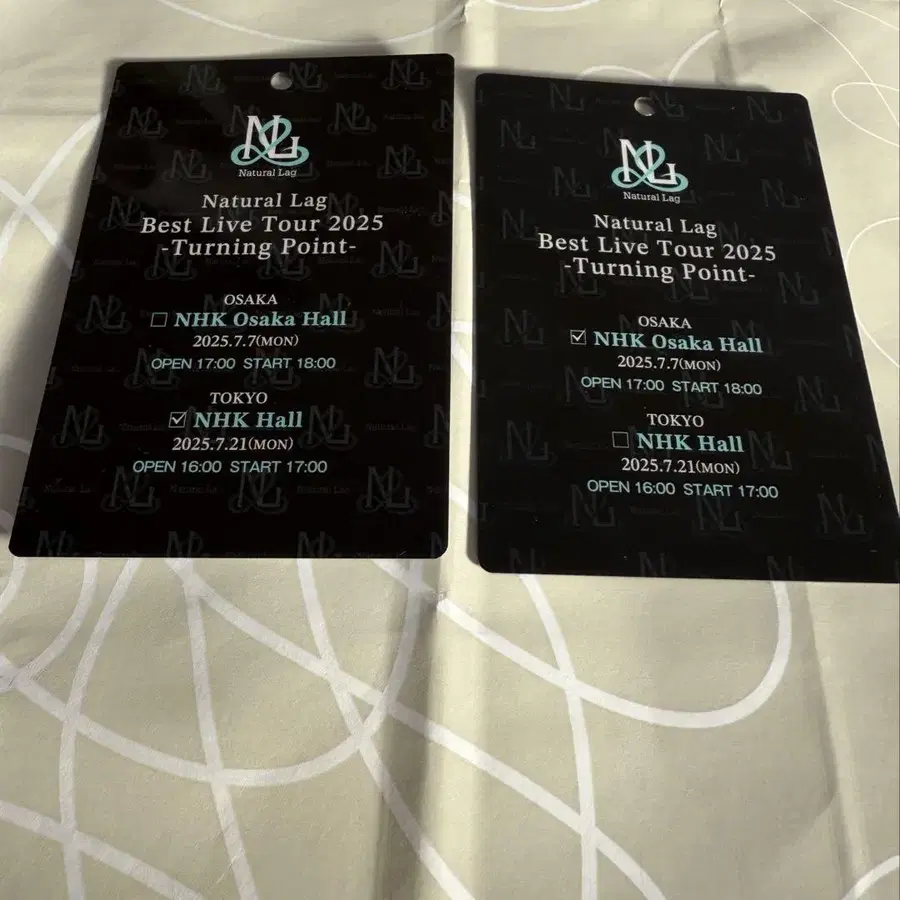 NL
Natural Lag
Natural Lag
Best Live Tour 2025
-Turning Point-
OSAKA
☐ NHK Osaka Hall
2025.7.7(MON)
OPEN 17:00 START 18:00
TOKYO
☑ NHK Hall
2025.7.21(MON)
OPEN 16:00 START 17:00
NL
Natural Lag
Natural Lag
Best Live Tour 2025
-Turning Point-
OSAKA
☑ NHK Osaka Hall
2025.7.7(MON)
OPEN 17:00 START 18:00
TOKYO
☐ NHK Hall
2025.7.21(MON)
OPEN 16:00 START 17:00